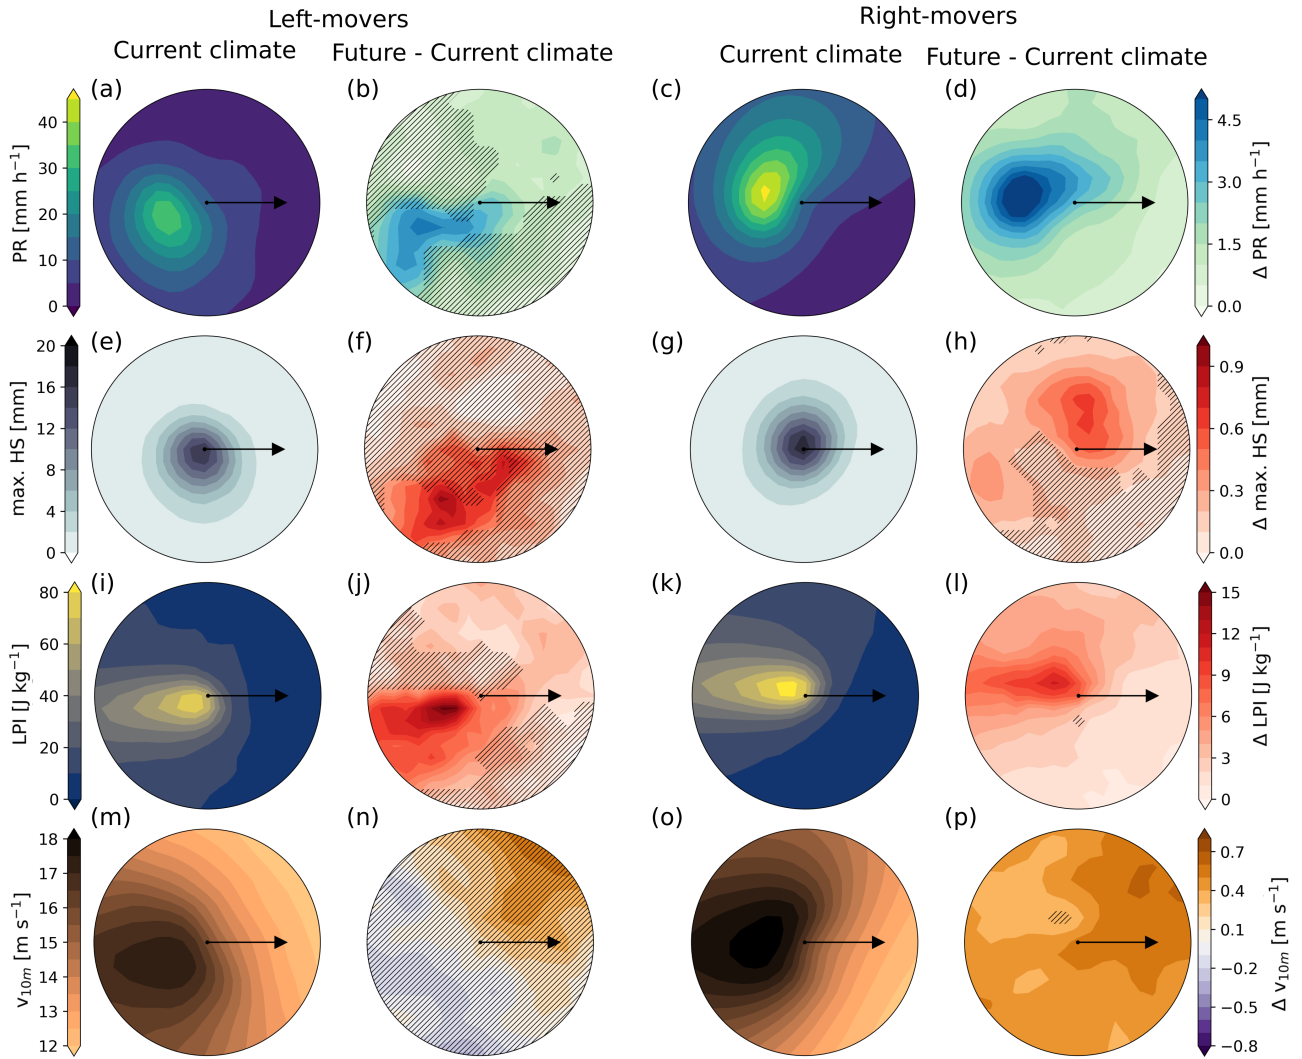 Left-movers
Right-movers
Current climate
Future - Current climate
Current climate
Future - Current climate
(a)
(b)
(c)
(d)
40
30
20
10
0
PR [mm h⁻¹]
4.5
3.0
1.5
0.0
Δ PR [mm h⁻¹]
(e)
(f)
(g)
(h)
20
16
12
8
4
0
max. HS [mm]
0.9
0.6
0.3
0.0
Δ max. HS [mm]
(i)
(j)
(k)
(l)
80
60
40
20
0
LPI [J kg⁻¹]
15
12
9
6
3
0
Δ LPI [J kg⁻¹]
(m)
(n)
(o)
(p)
18
17
16
15
14
13
12
v₁₀ₘ [m s⁻¹]
0.7
0.4
0.1
−0.2
−0.5
−0.8
Δ v₁₀ₘ [m s⁻¹]